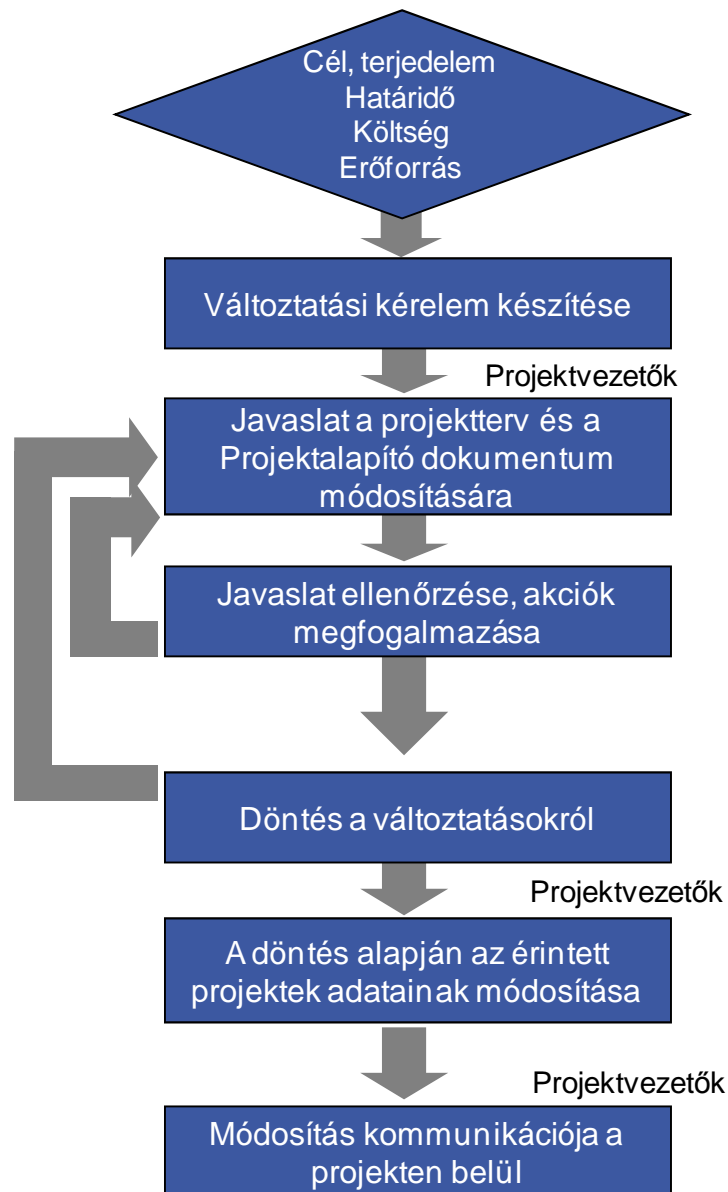 Cél, terjedelem
Határidő
Költség
Erőforrás
Változtatási kérelem készítése
Projektvezetők
Javaslat a projektterv és a
Projektalapító dokumentum
módosítására
Javaslat ellenőrzése, akciók
megfogalmazása
Döntés a változtatásokról
Projektvezetők
A döntés alapján az érintett
projektek adatainak módosítása
Projektvezetők
Módosítás kommunikációja a
projekten belül